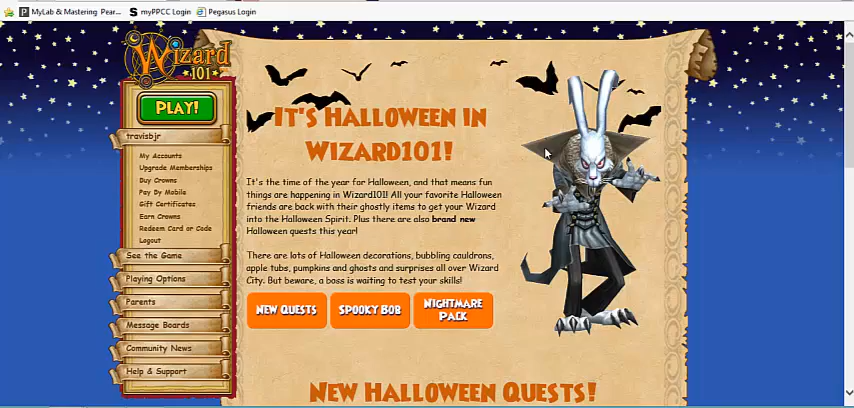 MyLab & Mastering Pear... myPPCC Login Pegasus Login
Wizard
101
PLAY!
travisbjr
My Accounts
Upgrade Memberships
Buy Crowns
Pay By Mobile
Gift Certificates
Earn Crowns
Redeem Card or Code
Logout
See the Game
Playing Options
Parents
Message Boards
Community News
Help & Support
It's Halloween in
Wizard101!
It's the time of the year for Halloween, and that means fun
things are happening in Wizard101! All your favorite Halloween
friends are back with their ghostly items to get your Wizard
into the Halloween Spirit. Plus there are also brand new
Halloween quests this year!
There are lots of Halloween decorations, bubbling cauldrons,
apple tubs, pumpkins and ghosts and surprises all over Wizard
City. But beware, a boss is waiting to test your skills!
New Quests
Spooky Bob
Nightmare
Pack
New Halloween Quests!